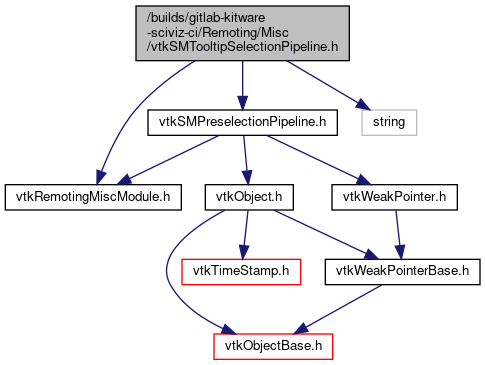 /builds/gitlab-kitware
-sciviz-ci/Remoting/Misc
/vtkSMTooltipSelectionPipeline.h
vtkSMPreselectionPipeline.h
string
vtkRemotingMiscModule.h
vtkObject.h
vtkWeakPointer.h
vtkTimeStamp.h
vtkWeakPointerBase.h
vtkObjectBase.h